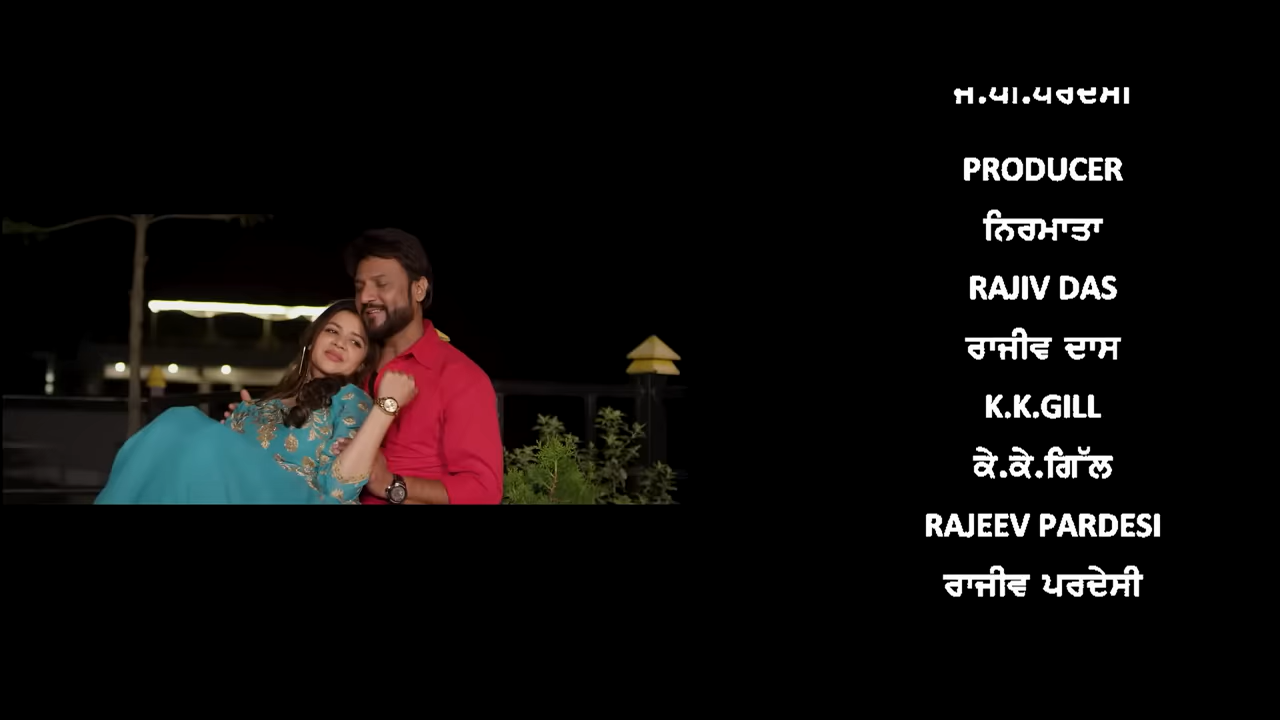 PRODUCER
ਨਿਰਮਾਤਾ
RAJIV DAS
ਰਾਜੀਵ ਦਾਸ
K.K.GILL
ਕੇ.ਕੇ.ਗਿੱਲ
RAJEEV PARDESI
ਰਾਜੀਵ ਪਰਦੇਸੀ